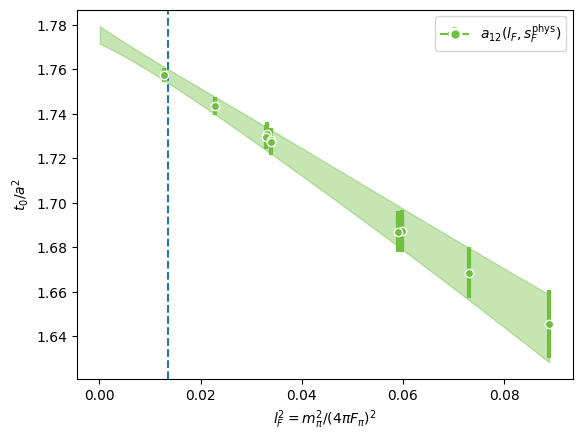 1.78
1.76
1.74
1.72
1.70
1.68
1.66
1.64
t₀/a²
a₁₂(l_F, s_F^phys)
0.00 0.02 0.04 0.06 0.08
l_F² = m_π²/(4πF_π)²